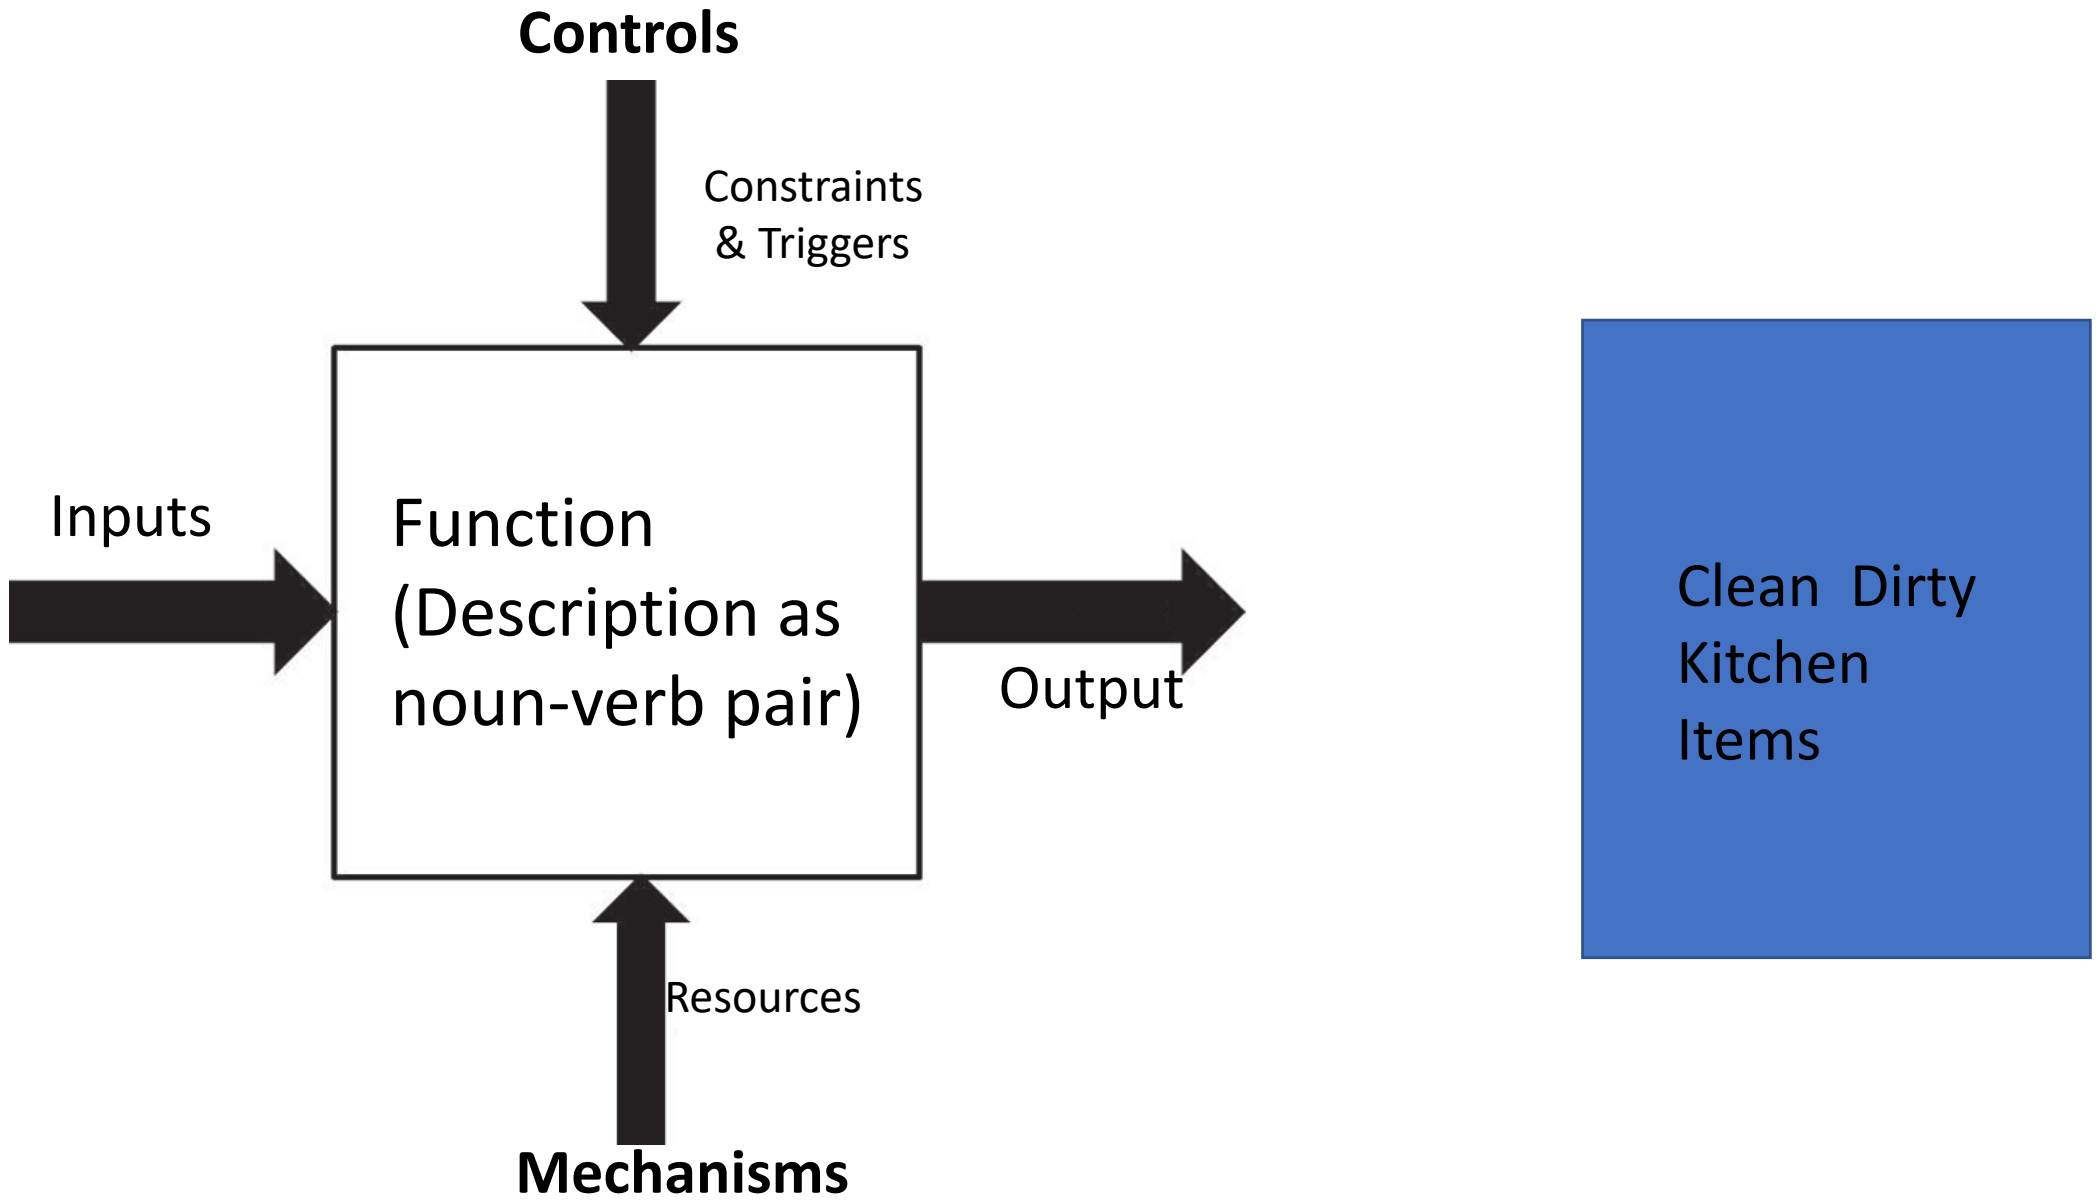 Controls
Constraints
& Triggers
Inputs
Function
(Description as
noun-verb pair)
Output
Resources
Mechanisms
Clean  Dirty
Kitchen
Items